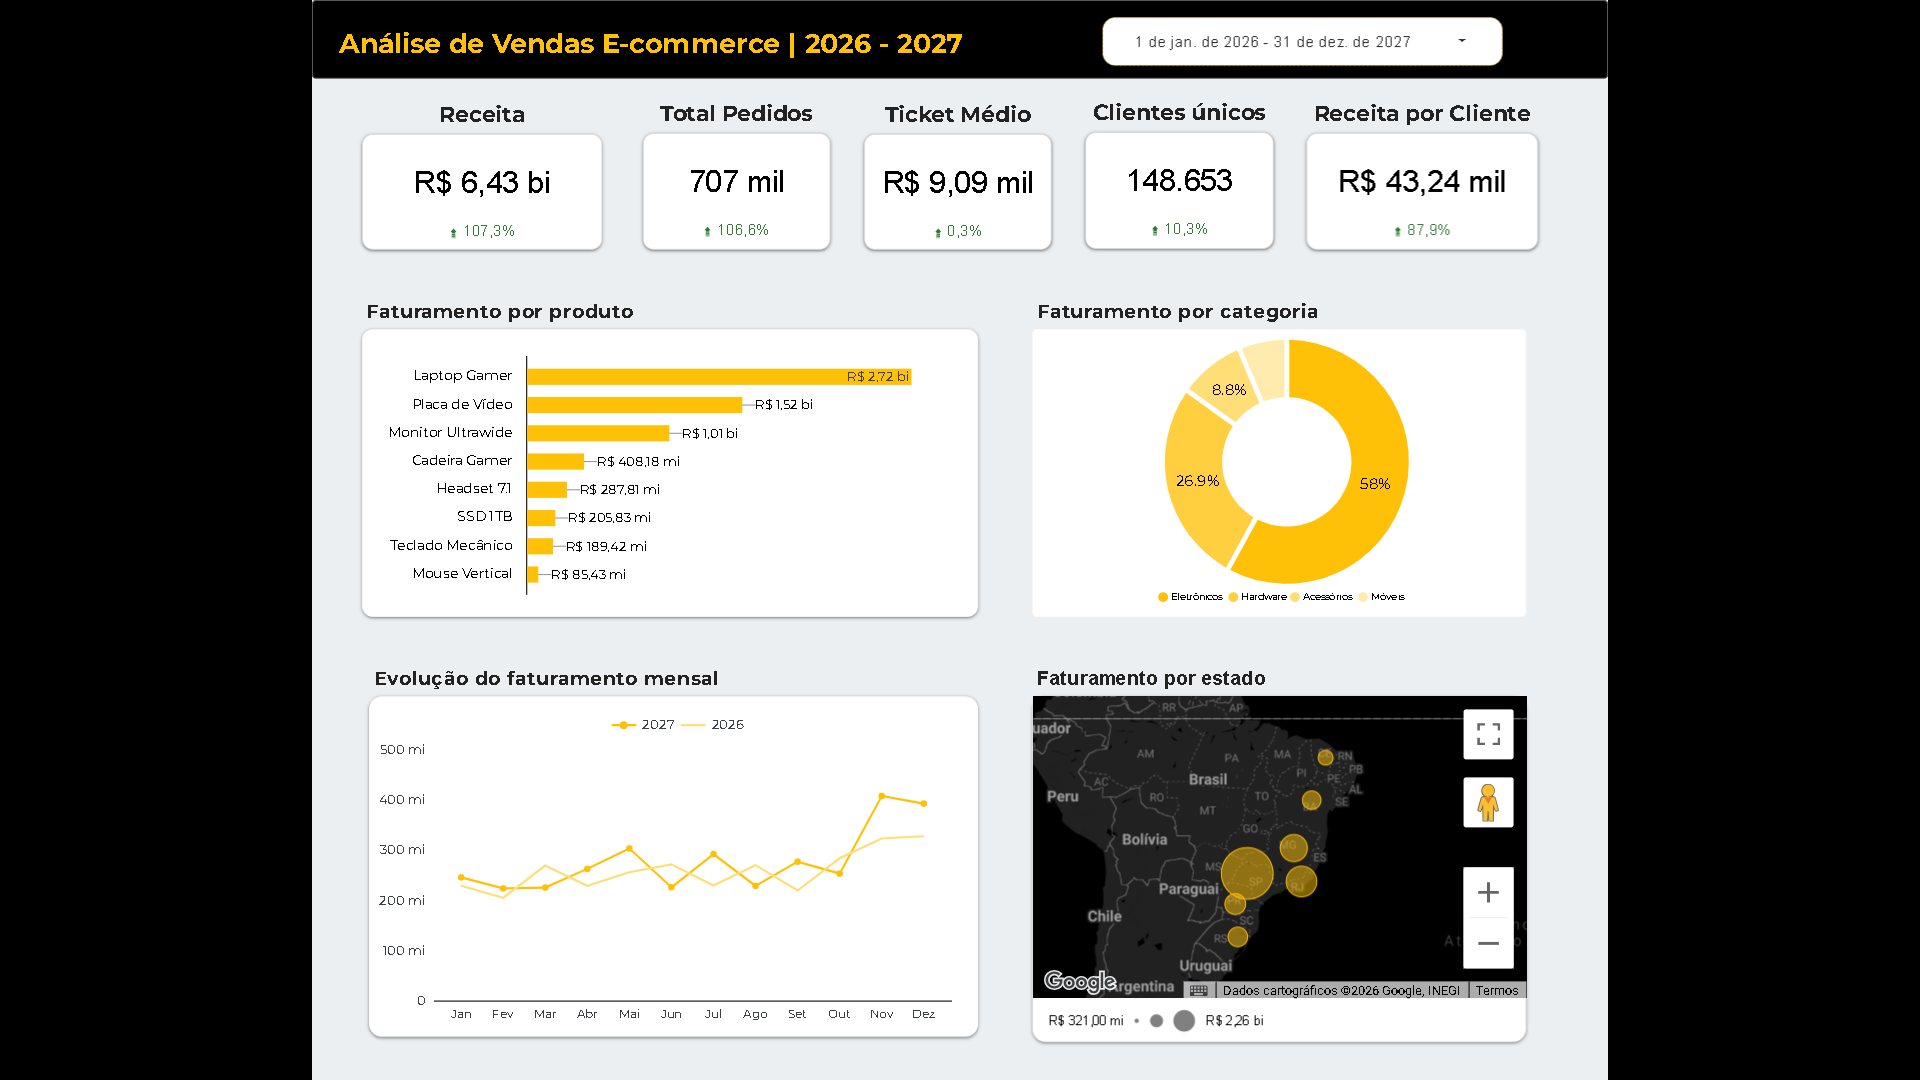 Análise de Vendas E-commerce | 2026 - 2027
1 de jan. de 2026 - 31 de dez. de 2027
Receita
R$ 6,43 bi
107,3%
Total Pedidos
707 mil
106,6%
Ticket Médio
R$ 9,09 mil
0,3%
Clientes únicos
148.653
10,3%
Receita por Cliente
R$ 43,24 mil
87,9%
Faturamento por produto
Laptop Gamer R$ 2,72 bi
Placa de Vídeo R$ 1,52 bi
Monitor Ultrawide R$ 1,01 bi
Cadeira Gamer R$ 408,18 mi
Headset 7.1 R$ 287,81 mi
SSD 1TB R$ 205,83 mi
Teclado Mecânico R$ 189,42 mi
Mouse Vertical R$ 85,43 mi
Faturamento por categoria
8.8%
26.9%
58%
Eletrônicos Hardware Acessórios Móveis
Evolução do faturamento mensal
2027 2026
500 mi
400 mi
300 mi
200 mi
100 mi
0
Jan Fev Mar Abr Mai Jun Jul Ago Set Out Nov Dez
Faturamento por estado
RR AP
uador
AM PA MA RN
PB
Brasil PI PE
AC AL
Peru RO TO SE
MT
GO
Bolívia MG
ES
MS
SP RJ
Paraguai
PR
Chile SC
RS
Uruguai
Google
Argentina
Dados cartográficos ©2026 Google, INEGI
Termos
R$ 321,00 mi R$ 2,26 bi